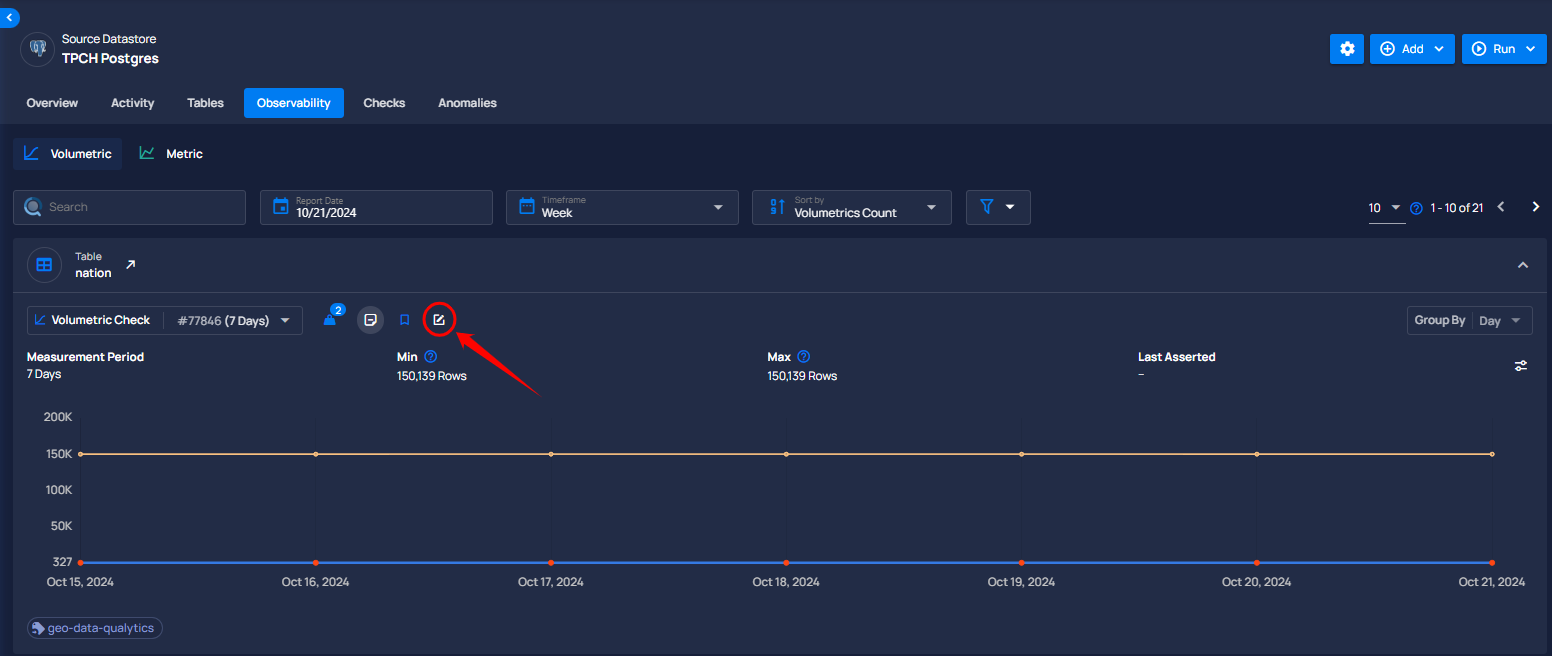 Source Datastore
TPCH Postgres
Add
Run
Overview Activity Tables Observability Checks Anomalies
Volumetric Metric
Search
Report Date
10/21/2024
Timeframe
Week
Sort by
Volumetrics Count
10 1 - 10 of 21
Table
nation
Volumetric Check #77846 (7 Days) 2
Group By Day
Measurement Period
7 Days
Min
150,139 Rows
Max
150,139 Rows
Last Asserted
–
200K
150K
100K
50K
327
Oct 15, 2024 Oct 16, 2024 Oct 17, 2024 Oct 18, 2024 Oct 19, 2024 Oct 20, 2024 Oct 21, 2024
geo-data-qualytics